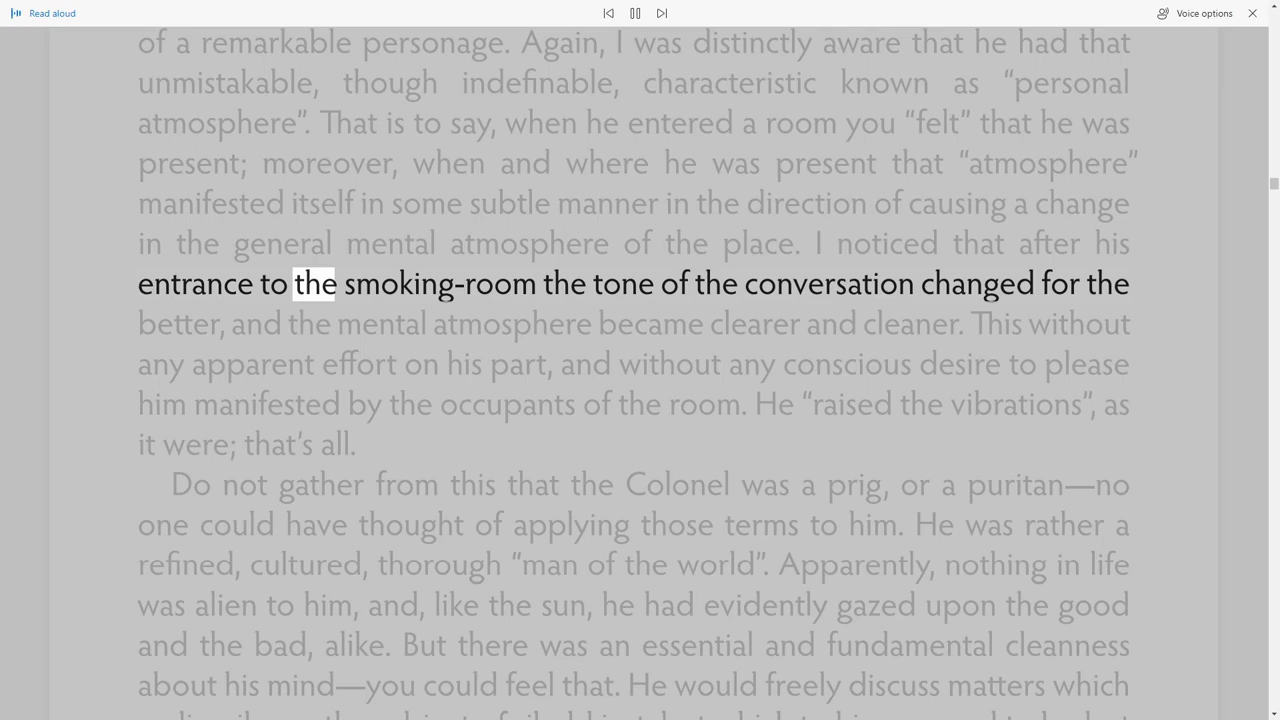 Read aloud
Voice options
of a remarkable personage. Again, I was distinctly aware that he had that
unmistakable, though indefinable, characteristic known as “personal
atmosphere”. That is to say, when he entered a room you “felt” that he was
present; moreover, when and where he was present that “atmosphere”
manifested itself in some subtle manner in the direction of causing a change
in the general mental atmosphere of the place. I noticed that after his
entrance to the smoking-room the tone of the conversation changed for the
better, and the mental atmosphere became clearer and cleaner. This without
any apparent effort on his part, and without any conscious desire to please
him manifested by the occupants of the room. He “raised the vibrations”, as
it were; that’s all.
Do not gather from this that the Colonel was a prig, or a puritan—no
one could have thought of applying those terms to him. He was rather a
refined, cultured, thorough “man of the world”. Apparently, nothing in life
was alien to him, and, like the sun, he had evidently gazed upon the good
and the bad, alike. But there was an essential and fundamental cleanness
about his mind—you could feel that. He would freely discuss matters which